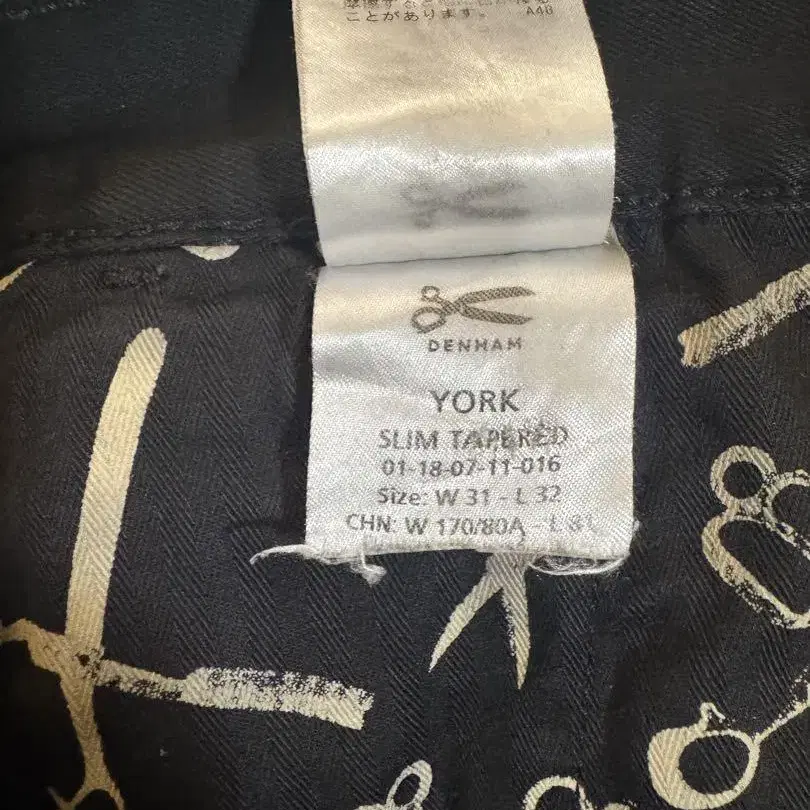 ことがあります。 A48
DENHAM
YORK
SLIM TAPERED
01-18-07-11-016
Size: W 31 - L 32
CHN: W 170/80A - L 81